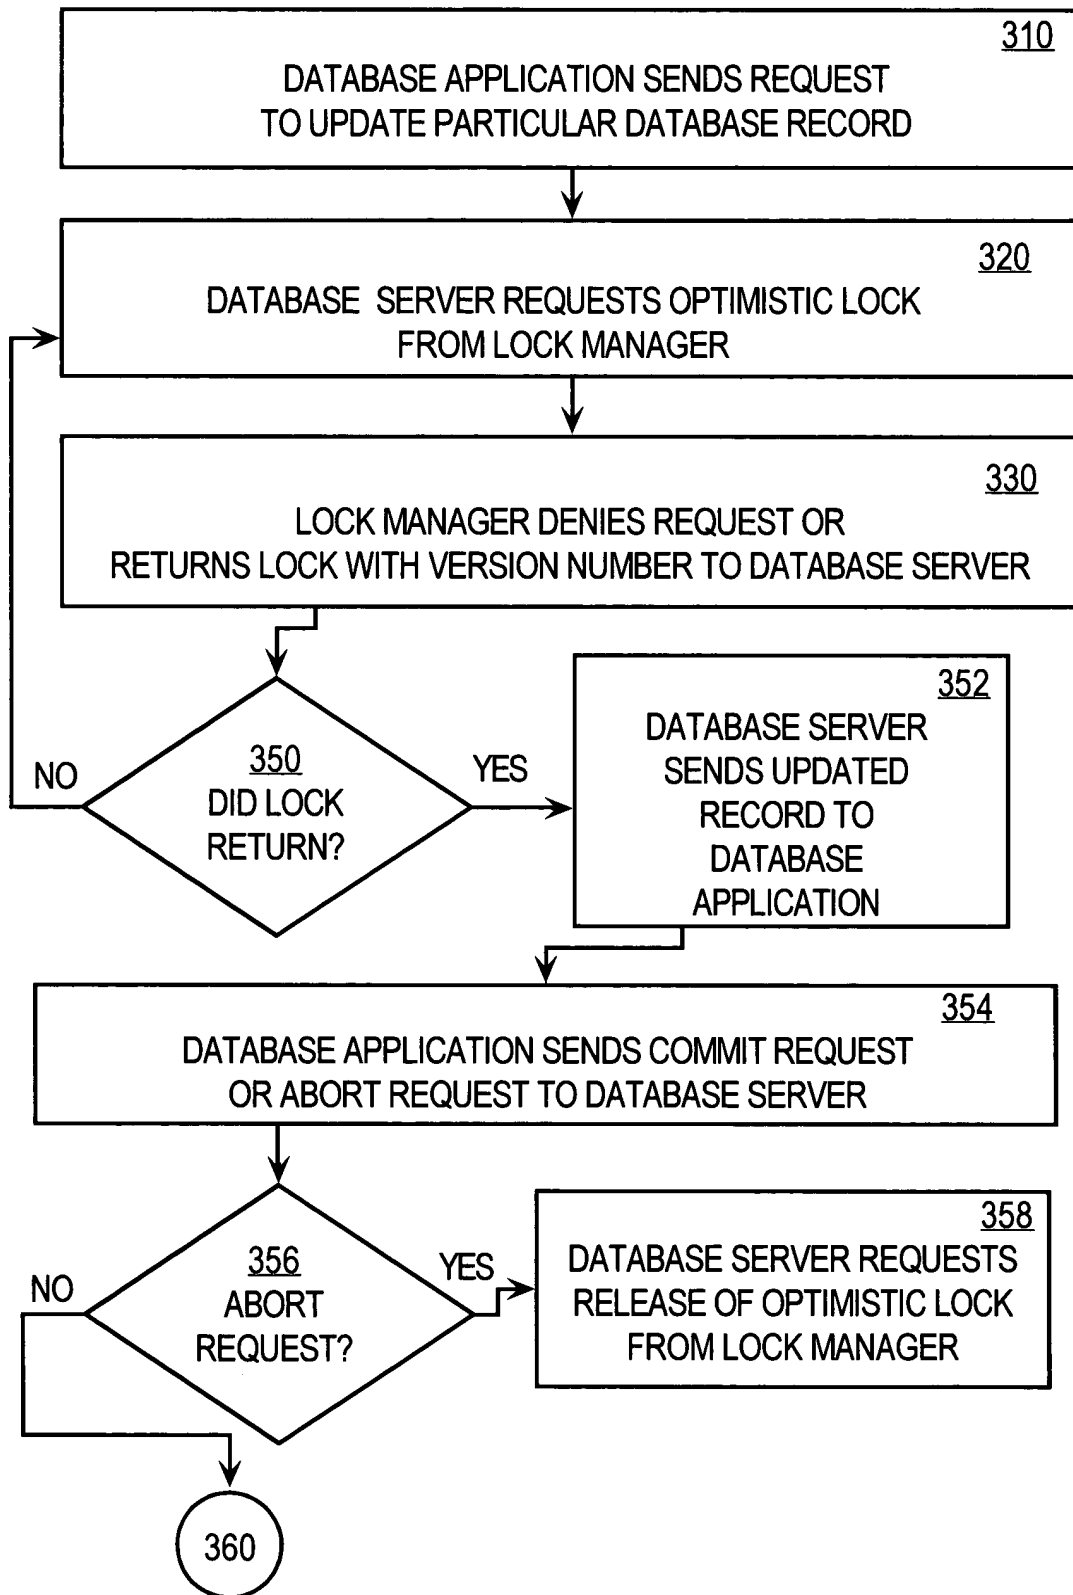 310
DATABASE APPLICATION SENDS REQUEST
TO UPDATE PARTICULAR DATABASE RECORD
320
DATABASE SERVER REQUESTS OPTIMISTIC LOCK
FROM LOCK MANAGER
330
LOCK MANAGER DENIES REQUEST OR
RETURNS LOCK WITH VERSION NUMBER TO DATABASE SERVER
NO
350
DID LOCK
RETURN?
YES
352
DATABASE SERVER
SENDS UPDATED
RECORD TO
DATABASE
APPLICATION
354
DATABASE APPLICATION SENDS COMMIT REQUEST
OR ABORT REQUEST TO DATABASE SERVER
NO
356
ABORT
REQUEST?
YES
358
DATABASE SERVER REQUESTS
RELEASE OF OPTIMISTIC LOCK
FROM LOCK MANAGER
360